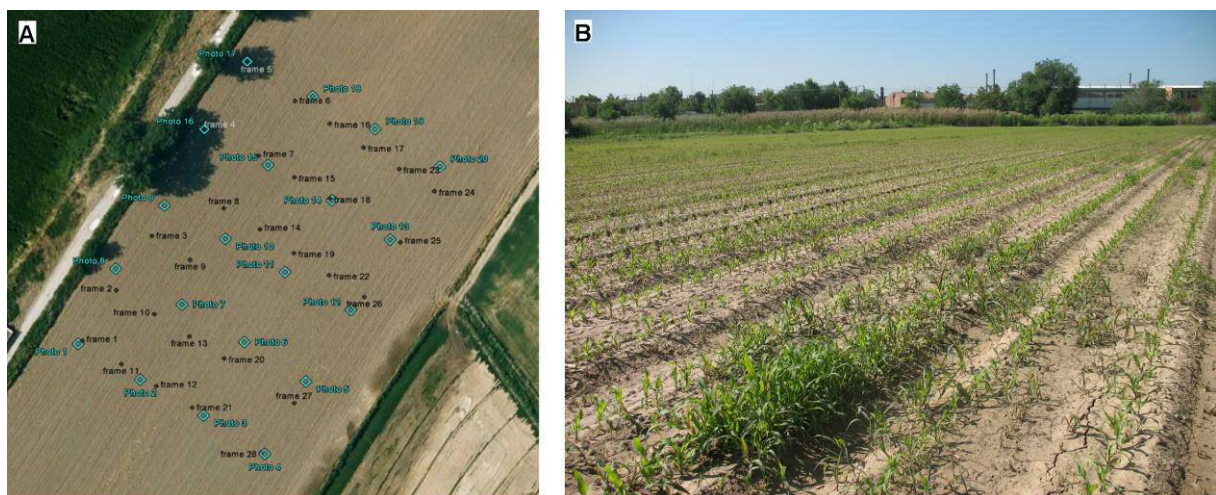 A
B
Photo 17
frame 5
Photo 18
frame 6
Photo 16
frame 4
frame 16
Photo 19
frame 7
frame 17
Photo 15
frame 23
Photo 20
frame 15
frame 24
Photo 9
frame 8
Photo 14
frame 18
frame 3
frame 14
Photo 10
Photo 13
frame 25
frame 9
frame 19
Photo 8
Photo 11
frame 22
frame 2
frame 26
Photo 7
Photo 12
frame 10
frame 1
Photo 1
frame 13
Photo 6
frame 20
frame 11
Photo 2
frame 12
Photo 5
frame 27
frame 21
Photo 3
frame 28
Photo 4